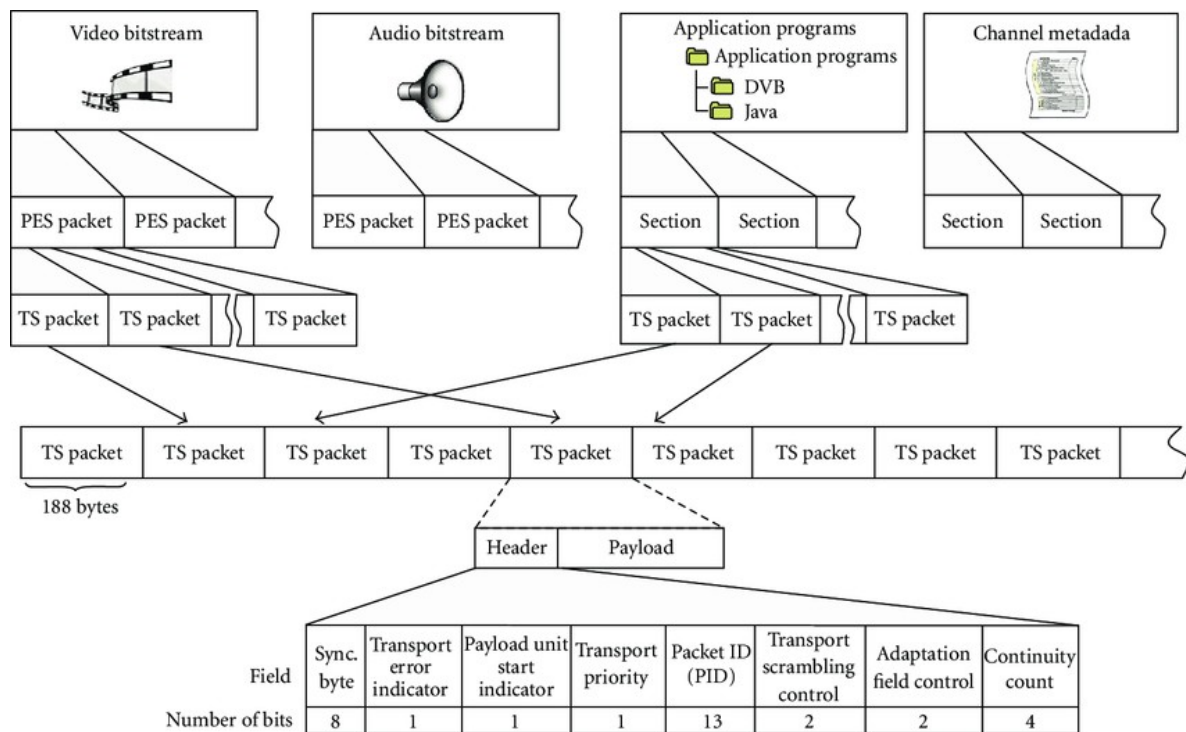 Video bitstream
Audio bitstream
Application programs
Application programs
DVB
Java
Channel metadada
PES packet PES packet
PES packet PES packet
Section Section
Section Section
TS packet TS packet TS packet
TS packet TS packet TS packet
TS packet TS packet TS packet TS packet TS packet TS packet TS packet TS packet TS packet
188 bytes
Header Payload
Field
Sync.
byte
Transport
error
indicator
Payload unit
start
indicator
Transport
priority
Packet ID
(PID)
Transport
scrambling
control
Adaptation
field control
Continuity
count
Number of bits 8 1 1 1 13 2 2 4